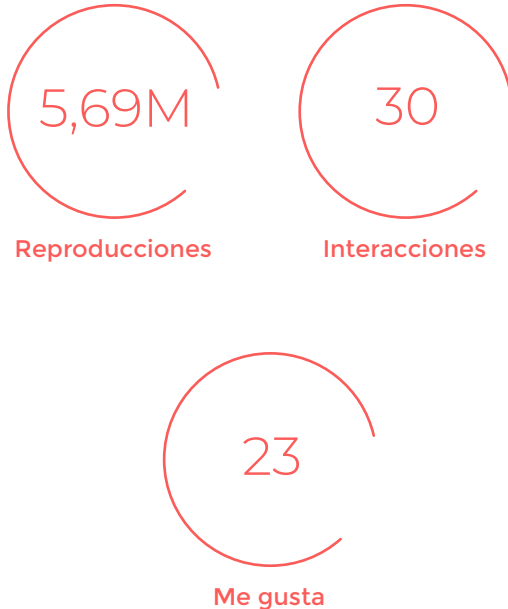 5,69M
Reproducciones
30
Interacciones
23
Me gusta